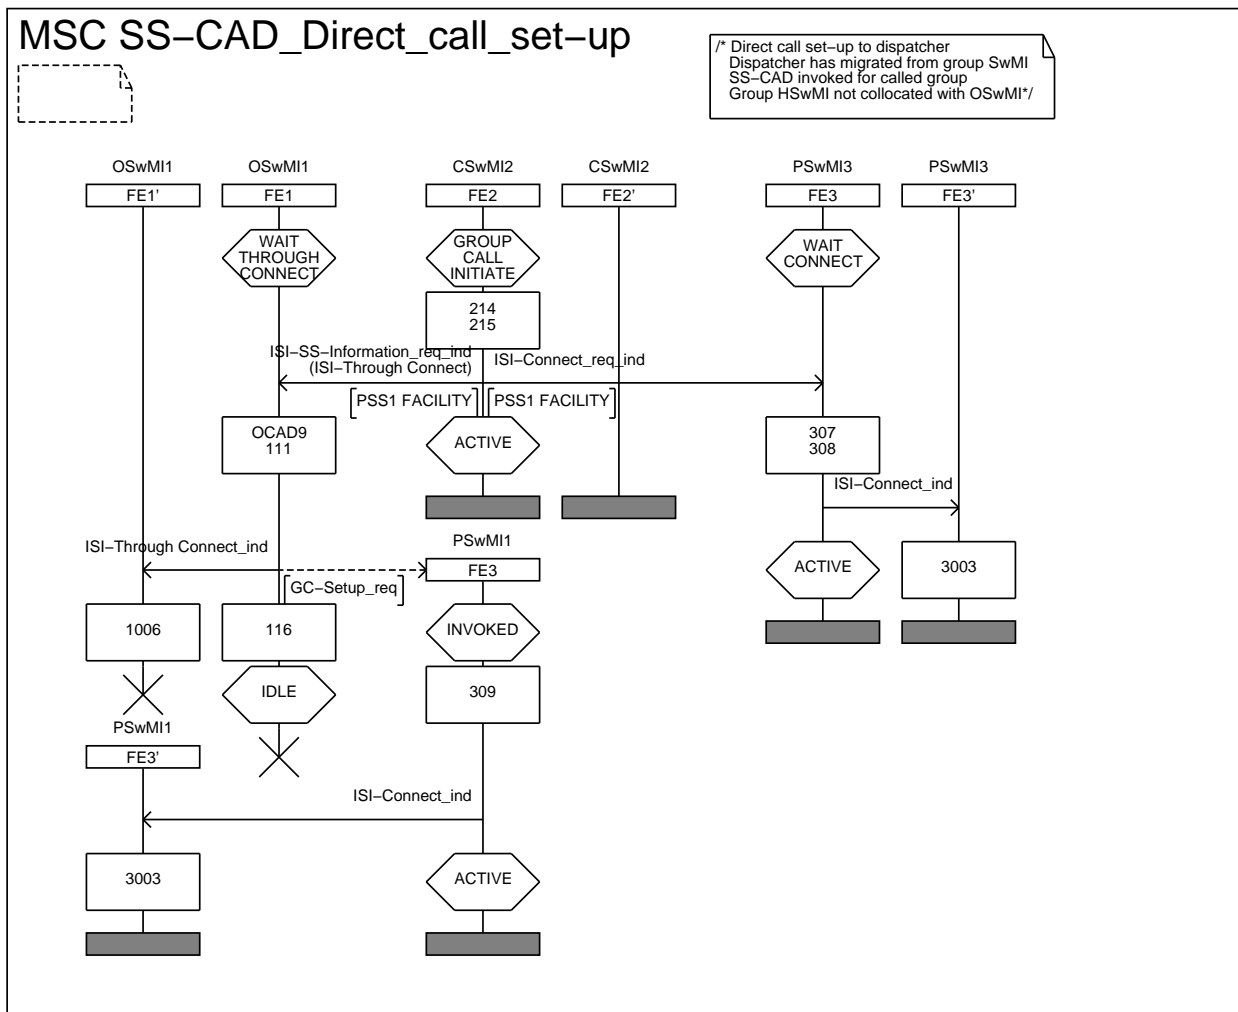 MSC SS−CAD_Direct_call_set−up
/* Direct call set−up to dispatcher
Dispatcher has migrated from group SwMI
SS−CAD invoked for called group
Group HSwMI not collocated with OSwMI*/
OSwMI1 OSwMI1 CSwMI2 CSwMI2 PSwMI3 PSwMI3
FE1' FE1 FE2 FE2' FE3 FE3'
WAIT
THROUGH
CONNECT
GROUP
CALL
INITIATE
WAIT
CONNECT
214
215
ISI−SS−Information_req_ind
(ISI−Through Connect)
ISI−Connect_req_ind
PSS1 FACILITY PSS1 FACILITY
OCAD9
111
ACTIVE
307
308
ISI−Connect_ind
ISI−Through Connect_ind
PSwMI1
FE3
GC−Setup_req
ACTIVE
3003
1006
116
INVOKED
IDLE
309
PSwMI1
FE3'
ISI−Connect_ind
3003
ACTIVE